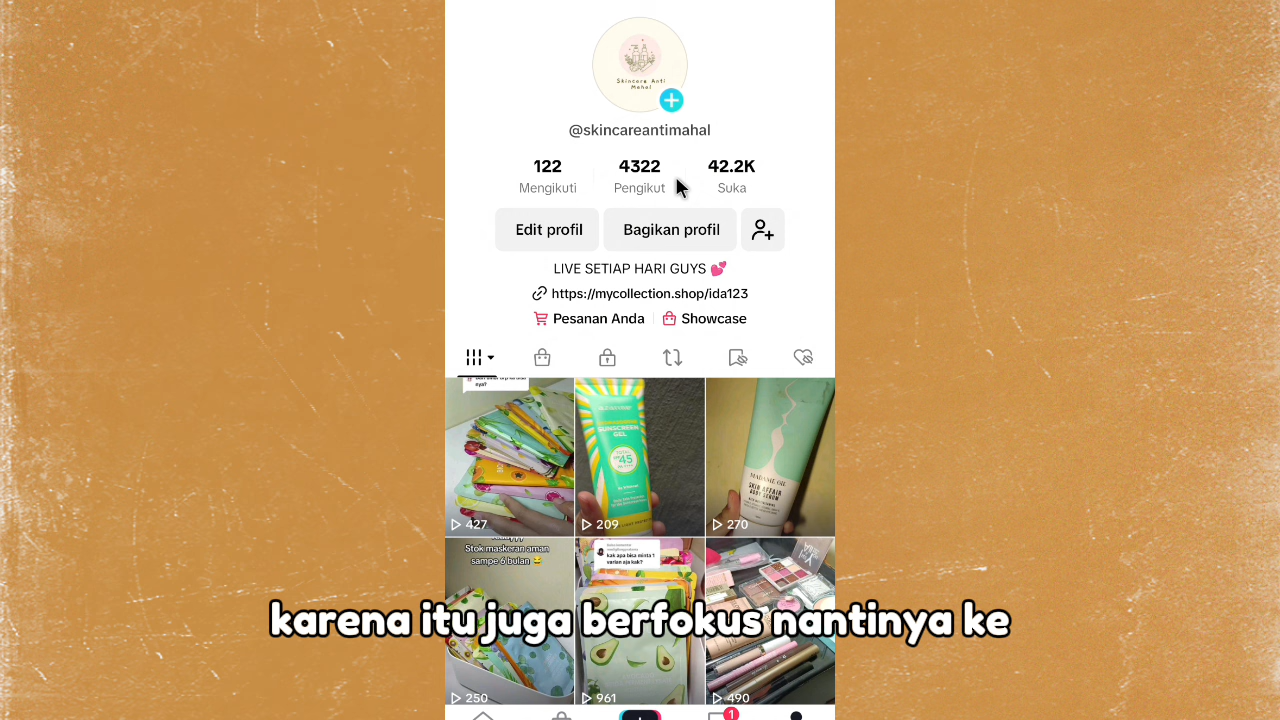 Skincare Anti
Mahal
@skincareantimahal
122
4322
42.2K
Mengikuti
Pengikut
Suka
Edit profil
Bagikan profil
LIVE SETIAP HARI GUYS 💕
https://mycollection.shop/ida123
Pesanan Anda
Showcase
nya?
SUNSCREEN
GEL
45
MADAME GIE
SKIN AFFAIR
BODY SERUM
427
209
270
Stok maskeran aman
sampe 6 bulan 😂
kak apa bisa minta 1
varian aja kak?
karena itu juga berfokus nantinya ke
250
961
490
1